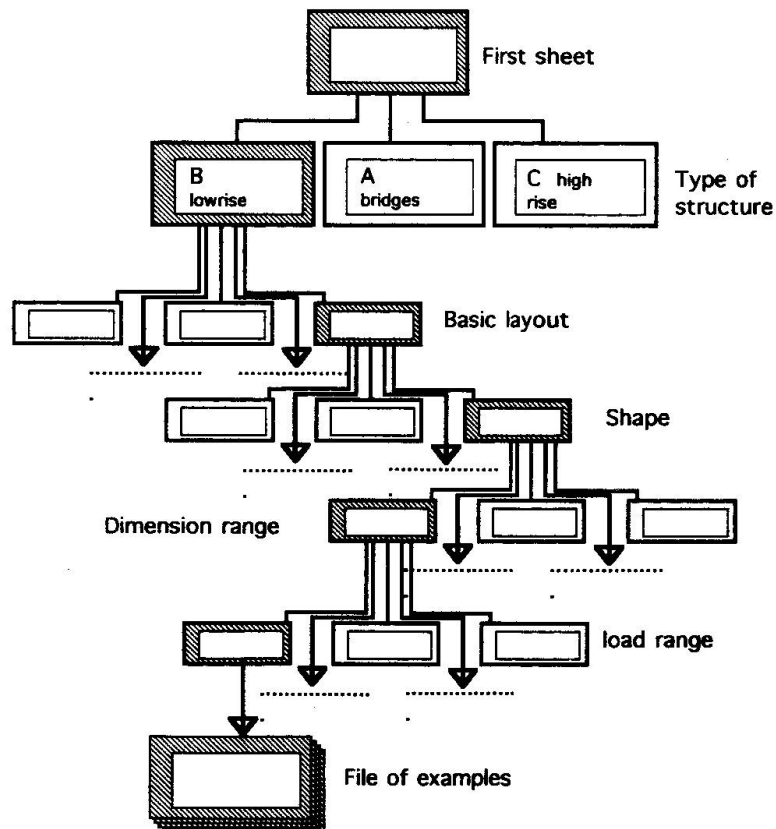 First sheet
B
lowrise
A
bridges
C high
rise
Type of
structure
Basic layout
Shape
Dimension range
load range
File of examples